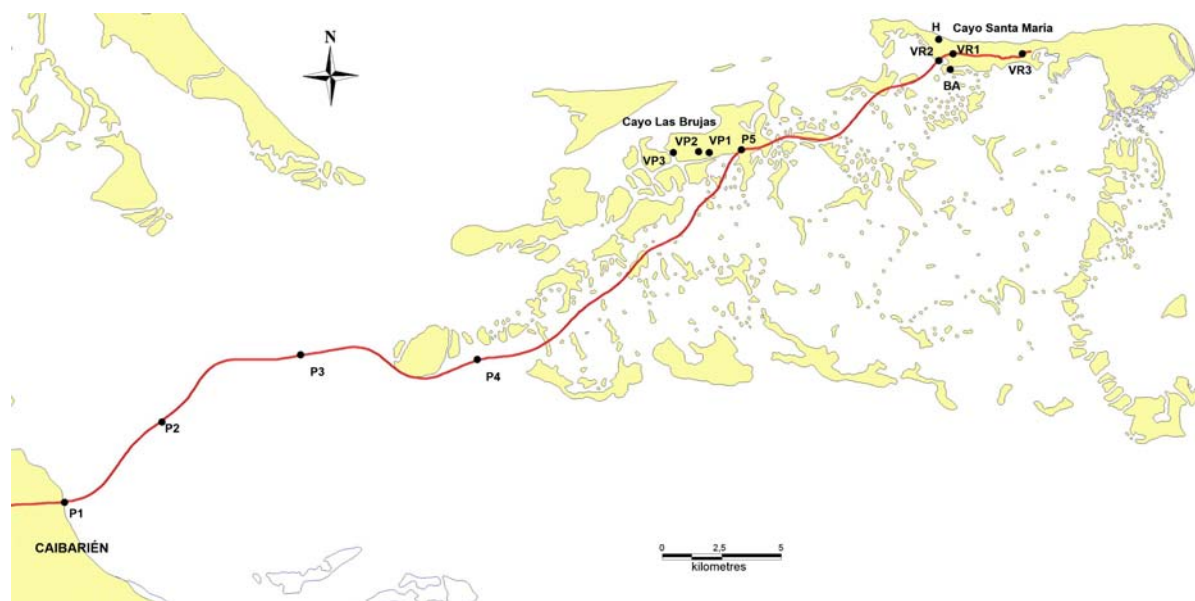 H Cayo Santa María
N
VR2 VR1
VR3
BA
Cayo Las Brujas
VP2 VP1 P5
VP3
P3
P4
P2
P1
CAIBARIÉN
0 2,5 5
kilometres